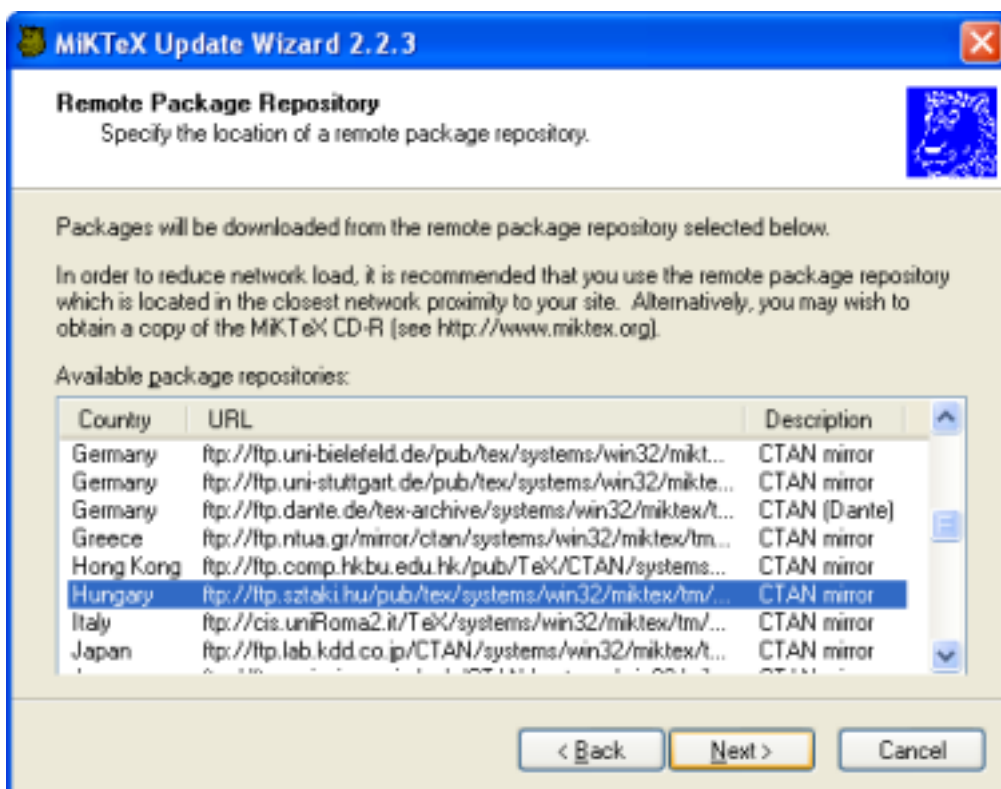 MiKTeX Update Wizard 2.2.3
Remote Package Repository
Specify the location of a remote package repository.
Packages will be downloaded from the remote package repository selected below.
In order to reduce network load, it is recommended that you use the remote package repository
which is located in the closest network proximity to your site. Alternatively, you may wish to
obtain a copy of the MiKTeX CD-R (see http://www.miktex.org).
Available package repositories:
Country URL Description
Germany ftp://ftp.uni-bielefeld.de/pub/tex/systems/win32/mikt... CTAN mirror
Germany ftp://ftp.uni-stuttgart.de/pub/tex/systems/win32/mikte... CTAN mirror
Germany ftp://ftp.dante.de/tex-archive/systems/win32/miktex/t... CTAN (Dante)
Greece ftp://ftp.ntua.gr/mirror/ctan/systems/win32/miktex/tm... CTAN mirror
Hong Kong ftp://ftp.comp.hkbu.edu.hk/pub/TeX/CTAN/systems... CTAN mirror
Hungary ftp://ftp.sztaki.hu/pub/tex/systems/win32/miktex/tm/... CTAN mirror
Italy ftp://cis.uniRoma2.it/TeX/systems/win32/miktex/tm/... CTAN mirror
Japan ftp://ftp.lab.kdd.co.jp/CTAN/systems/win32/miktex/t... CTAN mirror
< Back Next > Cancel